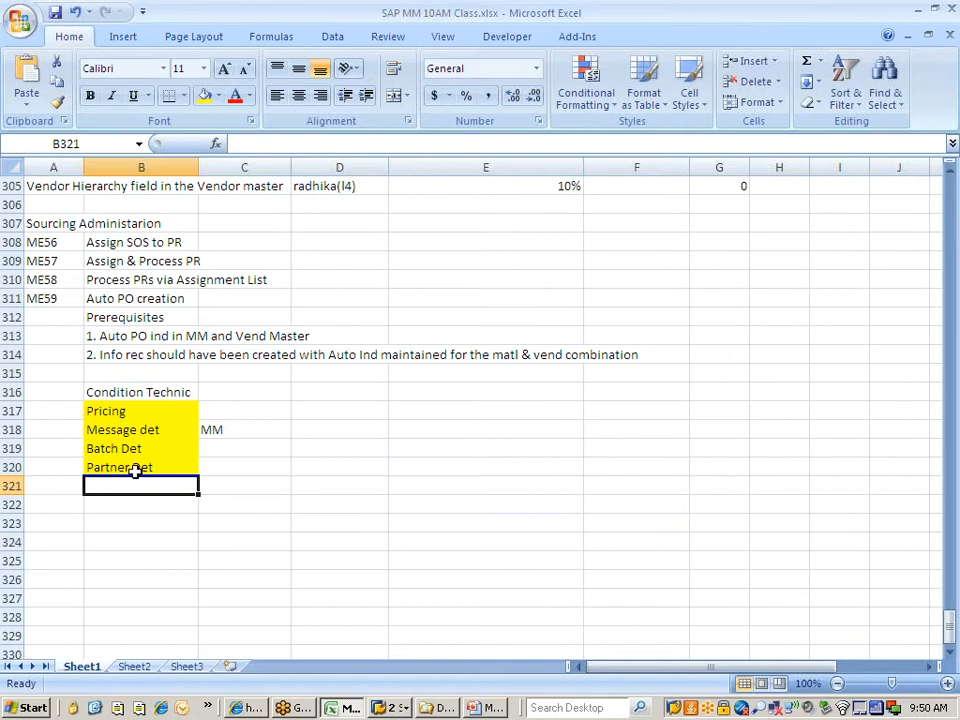 SAP MM 10AM Class.xlsx - Microsoft Excel
Home Insert Page Layout Formulas Data Review View Developer Add-Ins
Calibri 11 General Insert
Paste Conditional Formatting Format as Table Cell Styles Delete Format Sort & Filter Find & Select
Clipboard Font Alignment Number Styles Cells Editing
B321
A B C D E F G H I J
305 Vendor Hierarchy field in the Vendor master radhika(l4) 10% 0
306
307 Sourcing Administarion
308 ME56 Assign SOS to PR
309 ME57 Assign & Process PR
310 ME58 Process PRs via Assignment List
311 ME59 Auto PO creation
312 Prerequisites
313 1. Auto PO ind in MM and Vend Master
314 2. Info rec should have been created with Auto Ind maintained for the matl & vend combination
315
316 Condition Technic
317 Pricing
318 Message det MM
319 Batch Det
320 Partner Det
321
322
323
324
325
326
327
328
329
330
Sheet1 Sheet2 Sheet3
Ready 100%
Start h... G... M... 2 S D... M... Search Desktop 9:50 AM